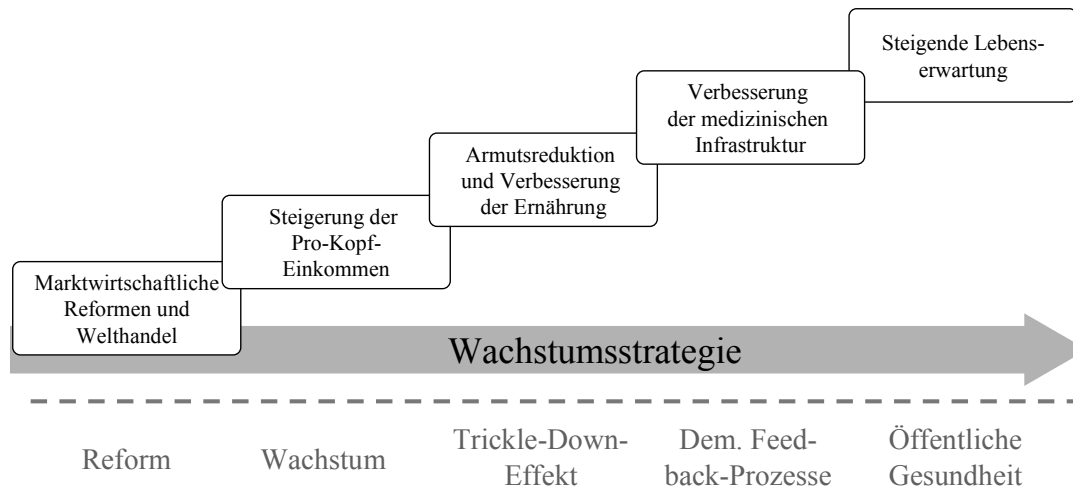 Steigende Lebens-
erwartung
Verbesserung
der medizinischen
Infrastruktur
Armutsreduktion
und Verbesserung
der Ernährung
Steigerung der
Pro-Kopf-
Einkommen
Marktwirtschaftliche
Reformen und
Welthandel
Wachstumsstrategie
Reform
Wachstum
Trickle-Down-
Effekt
Dem. Feed-
back-Prozesse
Öffentliche
Gesundheit